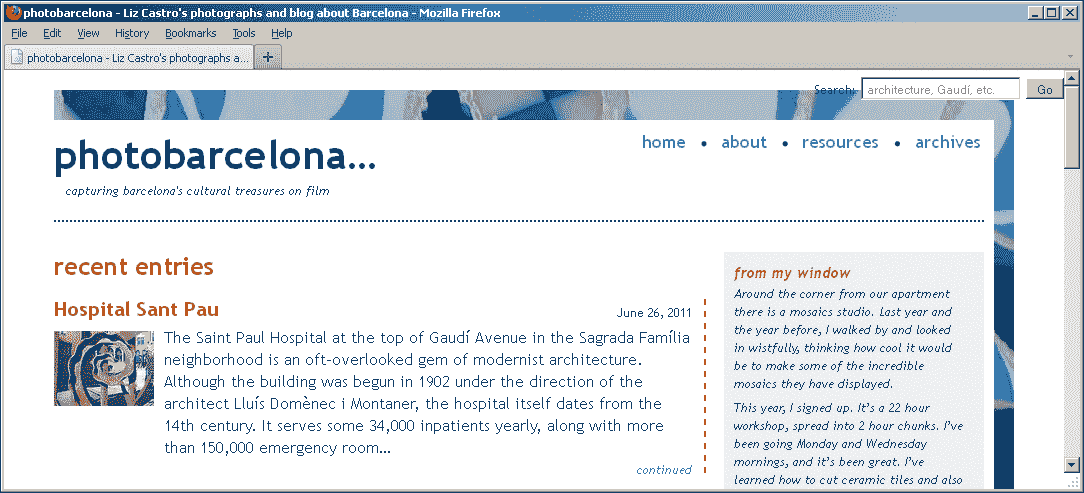 photobarcelona - Liz Castro's photographs and blog about Barcelona - Mozilla Firefox
File Edit View History Bookmarks Tools Help
photobarcelona - Liz Castro's photographs a...
Search: architecture, Gaudí, etc. Go
photobarcelona...
home • about • resources • archives
capturing barcelona's cultural treasures on film
recent entries
Hospital Sant Pau
June 26, 2011
The Saint Paul Hospital at the top of Gaudí Avenue in the Sagrada Família
neighborhood is an oft-overlooked gem of modernist architecture.
Although the building was begun in 1902 under the direction of the
architect Lluís Domènec i Montaner, the hospital itself dates from the
14th century. It serves some 34,000 inpatients yearly, along with more
than 150,000 emergency room...
continued
from my window
Around the corner from our apartment
there is a mosaics studio. Last year and
the year before, I walked by and looked
in wistfully, thinking how cool it would
be to make some of the incredible
mosaics they have displayed.
This year, I signed up. It's a 22 hour
workshop, spread into 2 hour chunks. I've
been going Monday and Wednesday
mornings, and it's been great. I've
learned how to cut ceramic tiles and also